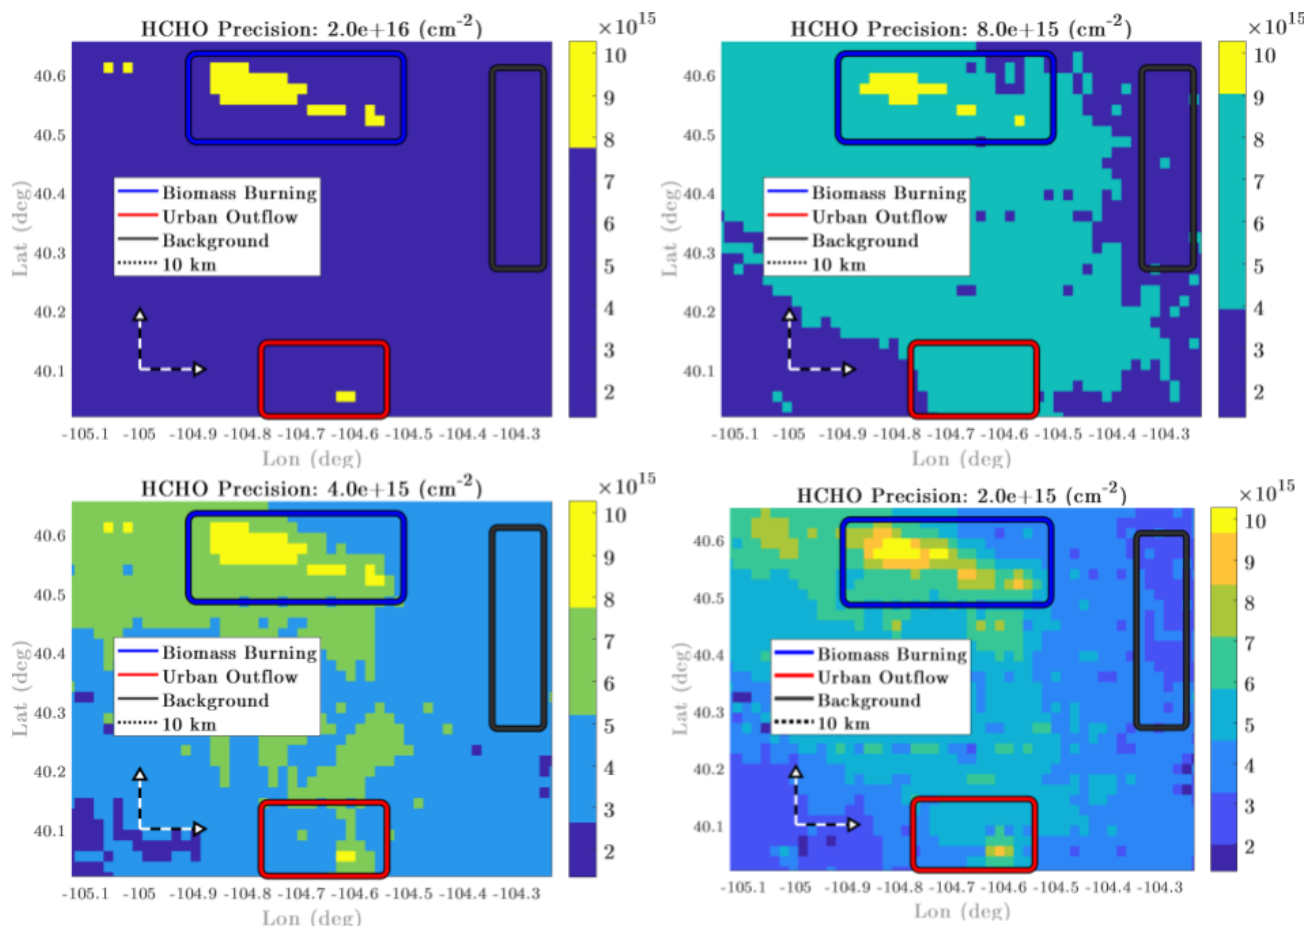 HCHO Precision: 2.0e+16 (cm-2)
×10^15
10
9
8
7
6
5
4
3
2
40.6
40.5
40.4
40.3
40.2
40.1
Lat (deg)
Biomass Burning
Urban Outflow
Background
10 km
-105.1 -105 -104.9 -104.8 -104.7 -104.6 -104.5 -104.4 -104.3
Lon (deg)
HCHO Precision: 8.0e+15 (cm-2)
×10^15
10
9
8
7
6
5
4
3
2
40.6
40.5
40.4
40.3
40.2
40.1
Lat (deg)
Biomass Burning
Urban Outflow
Background
10 km
-105.1 -105 -104.9 -104.8 -104.7 -104.6 -104.5 -104.4 -104.3
Lon (deg)
HCHO Precision: 4.0e+15 (cm-2)
×10^15
10
9
8
7
6
5
4
3
2
40.6
40.5
40.4
40.3
40.2
40.1
Lat (deg)
Biomass Burning
Urban Outflow
Background
10 km
-105.1 -105 -104.9 -104.8 -104.7 -104.6 -104.5 -104.4 -104.3
Lon (deg)
HCHO Precision: 2.0e+15 (cm-2)
×10^15
10
9
8
7
6
5
4
3
2
40.6
40.5
40.4
40.3
40.2
40.1
Lat (deg)
Biomass Burning
Urban Outflow
Background
10 km
-105.1 -105 -104.9 -104.8 -104.7 -104.6 -104.5 -104.4 -104.3
Lon (deg)